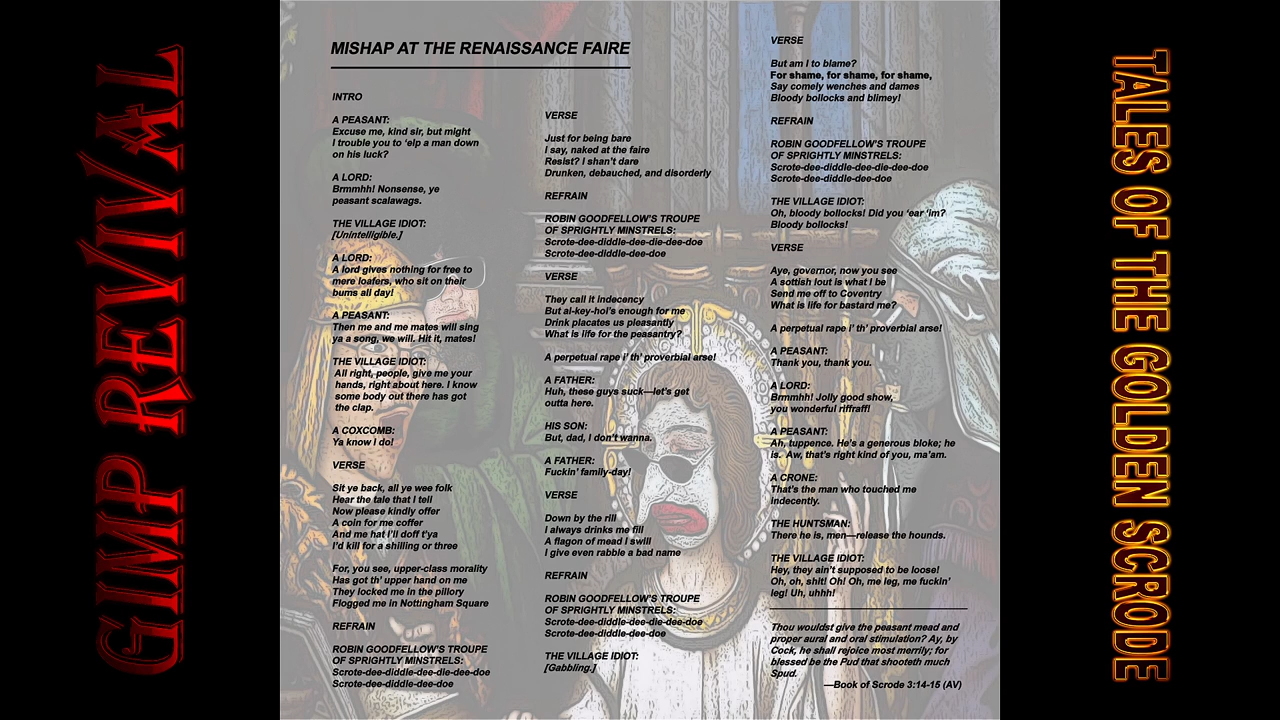 GIMP REVIVAL
MISHAP AT THE RENAISSANCE FAIRE
INTRO
A PEASANT:
Excuse me, kind sir, but might
I trouble you to ‘elp a man down
on his luck?
A LORD:
Brmmhh! Nonsense, ye
peasant scalawags.
THE VILLAGE IDIOT:
[Unintelligible.]
A LORD:
A lord gives nothing for free to
mere loafers, who sit on their
bums all day!
A PEASANT:
Then me and me mates will sing
ya a song, we will. Hit it, mates!
THE VILLAGE IDIOT:
All right, people, give me your
hands, right about here. I know
some body out there has got
the clap.
A COXCOMB:
Ya know I do!
VERSE
Sit ye back, all ye wee folk
Hear the tale that I tell
Now please kindly offer
A coin for me coffer
And me hat I’ll doff t’ya
I’d kill for a shilling or three
For, you see, upper-class morality
Has got th’ upper hand on me
They locked me in the pillory
Flogged me in Nottingham Square
REFRAIN
ROBIN GOODFELLOW’S TROUPE
OF SPRIGHTLY MINSTRELS:
Scrote-dee-diddle-dee-die-dee-doe
Scrote-dee-diddle-dee-doe
VERSE
Just for being bare
I say, naked at the faire
Resist? I shan’t dare
Drunken, debauched, and disorderly
REFRAIN
ROBIN GOODFELLOW’S TROUPE
OF SPRIGHTLY MINSTRELS:
Scrote-dee-diddle-dee-die-dee-doe
Scrote-dee-diddle-dee-doe
VERSE
They call it indecency
But al-key-hol’s enough for me
Drink placates us pleasantly
What is life for the peasantry?
A perpetual rape i’ th’ proverbial arse!
A FATHER:
Huh, these guys suck—let’s get
outta here.
HIS SON:
But, dad, I don’t wanna.
A FATHER:
Fuckin’ family-day!
VERSE
Down by the rill
I always drinks me fill
A flagon of mead I swill
I give even rabble a bad name
REFRAIN
ROBIN GOODFELLOW’S TROUPE
OF SPRIGHTLY MINSTRELS:
Scrote-dee-diddle-dee-die-dee-doe
Scrote-dee-diddle-dee-doe
THE VILLAGE IDIOT:
[Gabbling.]
VERSE
But am I to blame?
For shame, for shame, for shame,
Say comely wenches and dames
Bloody bollocks and blimey!
REFRAIN
ROBIN GOODFELLOW’S TROUPE
OF SPRIGHTLY MINSTRELS:
Scrote-dee-diddle-dee-die-dee-doe
Scrote-dee-diddle-dee-doe
THE VILLAGE IDIOT:
Oh, bloody bollocks! Did you ‘ear ‘im?
Bloody bollocks!
VERSE
Aye, governor, now you see
A sottish lout is what I be
Send me off to Coventry
What is life for bastard me?
A perpetual rape i’ th’ proverbial arse!
A PEASANT:
Thank you, thank you.
A LORD:
Brmmhh! Jolly good show,
you wonderful riffraff!
A PEASANT:
Ah, tuppence. He’s a generous bloke; he
is. Aw, that’s right kind of you, ma’am.
A CRONE:
That’s the man who touched me
indecently.
THE HUNTSMAN:
There he is, men—release the hounds.
THE VILLAGE IDIOT:
Hey, they ain’t supposed to be loose!
Oh, oh, shit! Oh! Oh, me leg, me fuckin’
leg! Uh, uhhh!
Thou wouldst give the peasant mead and
proper aural and oral stimulation? Ay, by
Cock, he shall rejoice most merrily; for
blessed be the Pud that shooteth much
Spud.
—Book of Scrode 3:14-15 (AV)
TALES OF THE GOLDEN SCRODE